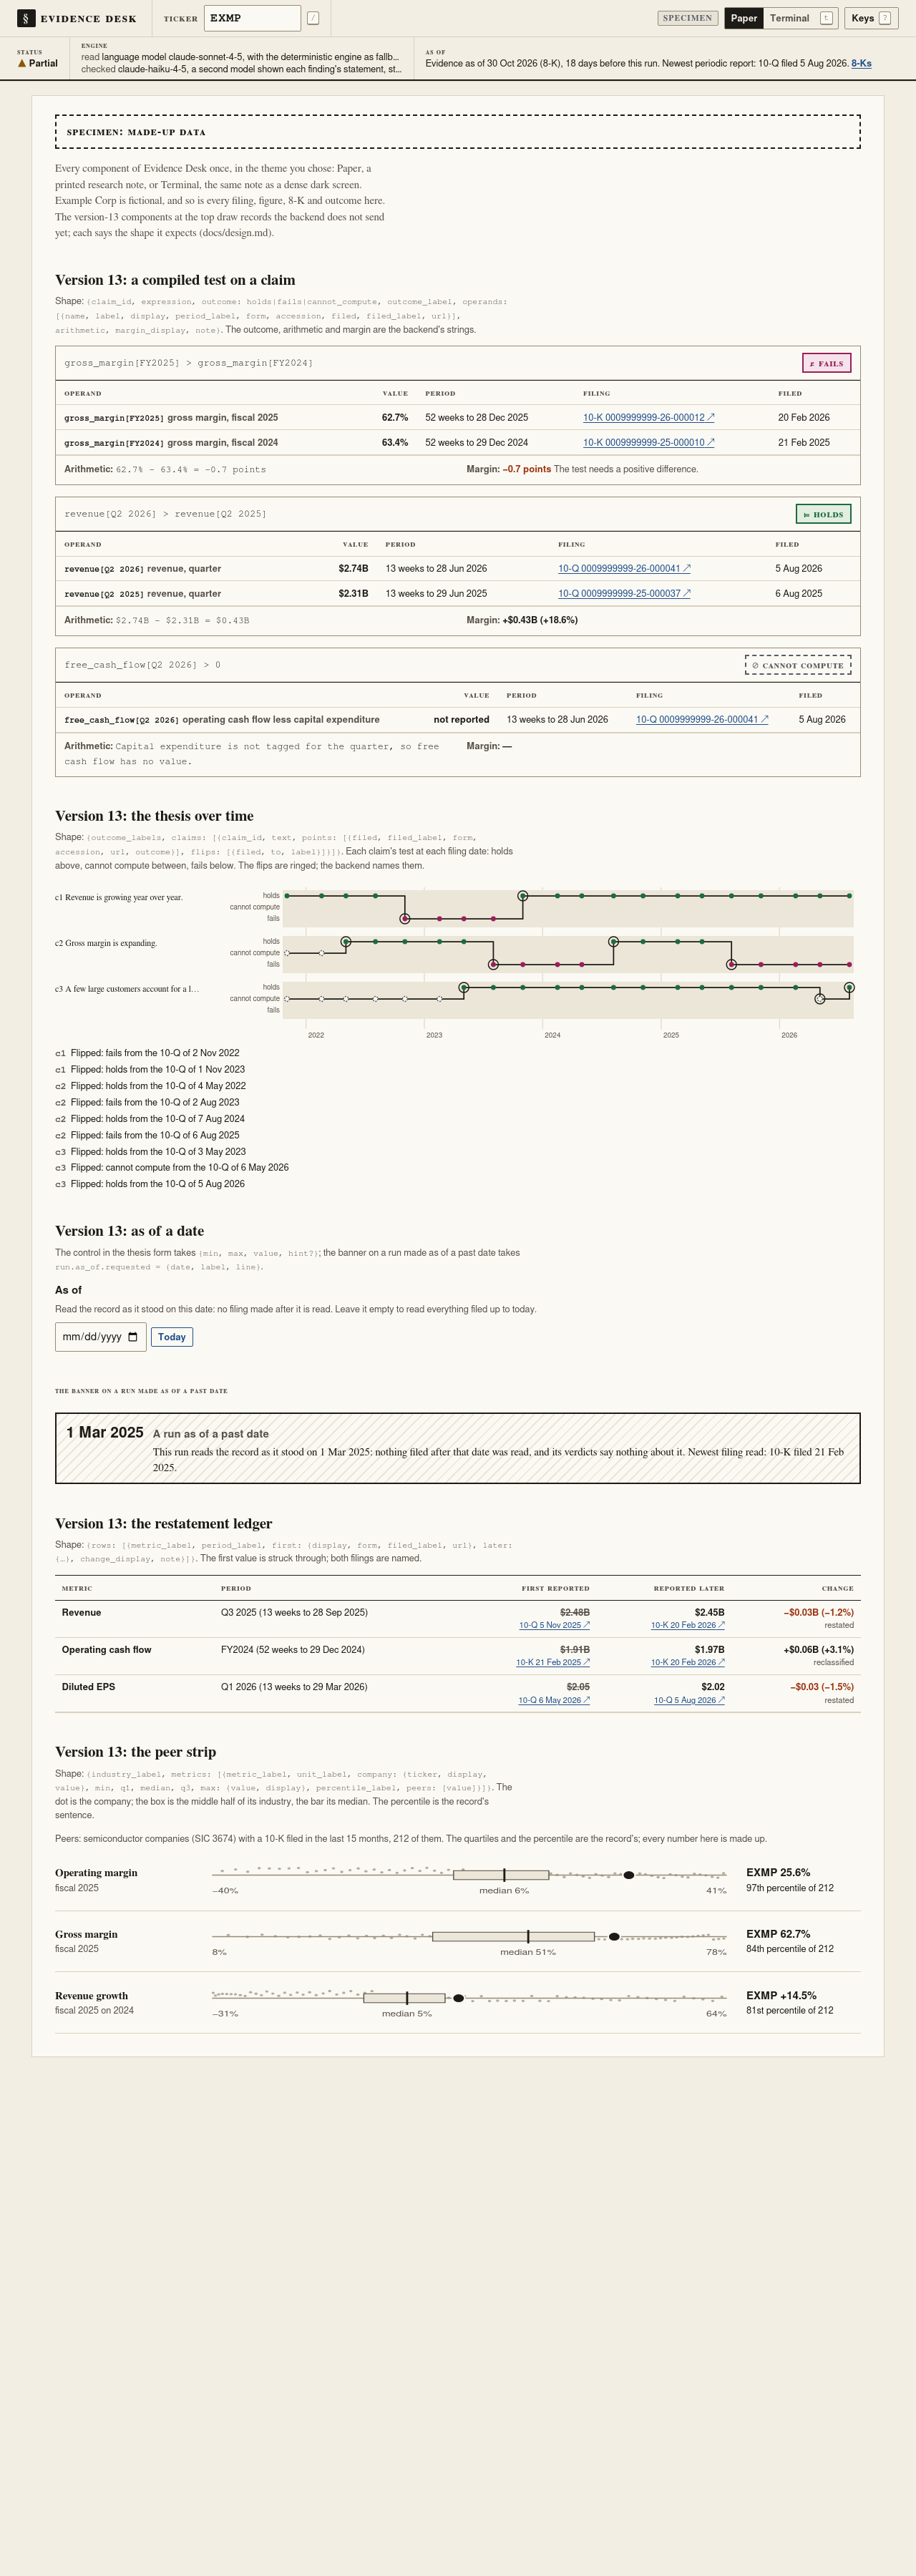 § EVIDENCE DESK TICKER EXMP / SPECIMEN Paper Terminal t Keys ?
STATUS
Partial
ENGINE
read language model claude-sonnet-4-5, with the deterministic engine as fallb…
checked claude-haiku-4-5, a second model shown each finding's statement, st…
AS OF
Evidence as of 30 Oct 2026 (8-K), 18 days before this run. Newest periodic report: 10-Q filed 5 Aug 2026. 8-Ks
SPECIMEN: MADE-UP DATA
Every component of Evidence Desk once, in the theme you chose: Paper, a
printed research note, or Terminal, the same note as a dense dark screen.
Example Corp is fictional, and so is every filing, figure, 8-K and outcome here.
The version-13 components at the top draw records the backend does not send
yet; each says the shape it expects (docs/design.md).
Version 13: a compiled test on a claim
Shape: {claim_id, expression, outcome: holds|fails|cannot_compute, outcome_label, operands:
[{name, label, display, period_label, form, accession, filed, filed_label, url}],
arithmetic, margin_display, note}. The outcome, arithmetic and margin are the backend's strings.
gross_margin[FY2025] > gross_margin[FY2024] ⊭ FAILS
OPERAND VALUE PERIOD FILING FILED
gross_margin[FY2025] gross margin, fiscal 2025 62.7% 52 weeks to 28 Dec 2025 10-K 0009999999-26-000012 ↗ 20 Feb 2026
gross_margin[FY2024] gross margin, fiscal 2024 63.4% 52 weeks to 29 Dec 2024 10-K 0009999999-25-000010 ↗ 21 Feb 2025
Arithmetic: 62.7% − 63.4% = −0.7 points Margin: −0.7 points The test needs a positive difference.
revenue[Q2 2026] > revenue[Q2 2025] ⊨ HOLDS
OPERAND VALUE PERIOD FILING FILED
revenue[Q2 2026] revenue, quarter $2.74B 13 weeks to 28 Jun 2026 10-Q 0009999999-26-000041 ↗ 5 Aug 2026
revenue[Q2 2025] revenue, quarter $2.31B 13 weeks to 29 Jun 2025 10-Q 0009999999-25-000037 ↗ 6 Aug 2025
Arithmetic: $2.74B − $2.31B = $0.43B Margin: +$0.43B (+18.6%)
free_cash_flow[Q2 2026] > 0 ⊘ CANNOT COMPUTE
OPERAND VALUE PERIOD FILING FILED
free_cash_flow[Q2 2026] operating cash flow less capital expenditure not reported 13 weeks to 28 Jun 2026 10-Q 0009999999-26-000041 ↗ 5 Aug 2026
Arithmetic: Capital expenditure is not tagged for the quarter, so free Margin: —
cash flow has no value.
Version 13: the thesis over time
Shape: {outcome_labels, claims: [{claim_id, text, points: [{filed, filed_label, form,
accession, url, outcome}], flips: [{filed, to, label}]}]}. Each claim's test at each filing date: holds
above, cannot compute between, fails below. The flips are ringed; the backend names them.
c1 Revenue is growing year over year. holds
cannot compute
fails
c2 Gross margin is expanding. holds
cannot compute
fails
c3 A few large customers account for a l… holds
cannot compute
fails
2022 2023 2024 2025 2026
c1 Flipped: fails from the 10-Q of 2 Nov 2022
c1 Flipped: holds from the 10-Q of 1 Nov 2023
c2 Flipped: holds from the 10-Q of 4 May 2022
c2 Flipped: fails from the 10-Q of 2 Aug 2023
c2 Flipped: holds from the 10-Q of 7 Aug 2024
c2 Flipped: fails from the 10-Q of 6 Aug 2025
c3 Flipped: holds from the 10-Q of 3 May 2023
c3 Flipped: cannot compute from the 10-Q of 6 May 2026
c3 Flipped: holds from the 10-Q of 5 Aug 2026
Version 13: as of a date
The control in the thesis form takes {min, max, value, hint?}; the banner on a run made as of a past date takes
run.as_of.requested = {date, label, line}.
As of
Read the record as it stood on this date: no filing made after it is read. Leave it empty to read everything filed up to today.
mm/dd/yyyy Today
THE BANNER ON A RUN MADE AS OF A PAST DATE
1 Mar 2025 A run as of a past date
This run reads the record as it stood on 1 Mar 2025: nothing filed after that date was read, and its verdicts say nothing about it. Newest filing read: 10-K filed 21 Feb
2025.
Version 13: the restatement ledger
Shape: {rows: [{metric_label, period_label, first: {display, form, filed_label, url}, later:
{…}, change_display, note}]}. The first value is struck through; both filings are named.
METRIC PERIOD FIRST REPORTED REPORTED LATER CHANGE
Revenue Q3 2025 (13 weeks to 28 Sep 2025) $2.48B $2.45B −$0.03B (−1.2%)
10-Q 5 Nov 2025 ↗ 10-K 20 Feb 2026 ↗ restated
Operating cash flow FY2024 (52 weeks to 29 Dec 2024) $1.91B $1.97B +$0.06B (+3.1%)
10-K 21 Feb 2025 ↗ 10-K 20 Feb 2026 ↗ reclassified
Diluted EPS Q1 2026 (13 weeks to 29 Mar 2026) $2.05 $2.02 −$0.03 (−1.5%)
10-Q 6 May 2026 ↗ 10-Q 5 Aug 2026 ↗ restated
Version 13: the peer strip
Shape: {industry_label, metrics: [{metric_label, unit_label, company: {ticker, display,
value}, min, q1, median, q3, max: {value, display}, percentile_label, peers: [value]}]}. The
dot is the company; the box is the middle half of its industry, the bar its median. The percentile is the record's
sentence.
Peers: semiconductor companies (SIC 3674) with a 10-K filed in the last 15 months, 212 of them. The quartiles and the percentile are the record's; every number here is made up.
Operating margin EXMP 25.6%
fiscal 2025 −40% median 6% 41% 97th percentile of 212
Gross margin EXMP 62.7%
fiscal 2025 8% median 51% 78% 84th percentile of 212
Revenue growth EXMP +14.5%
fiscal 2025 on 2024 −31% median 5% 64% 81st percentile of 212